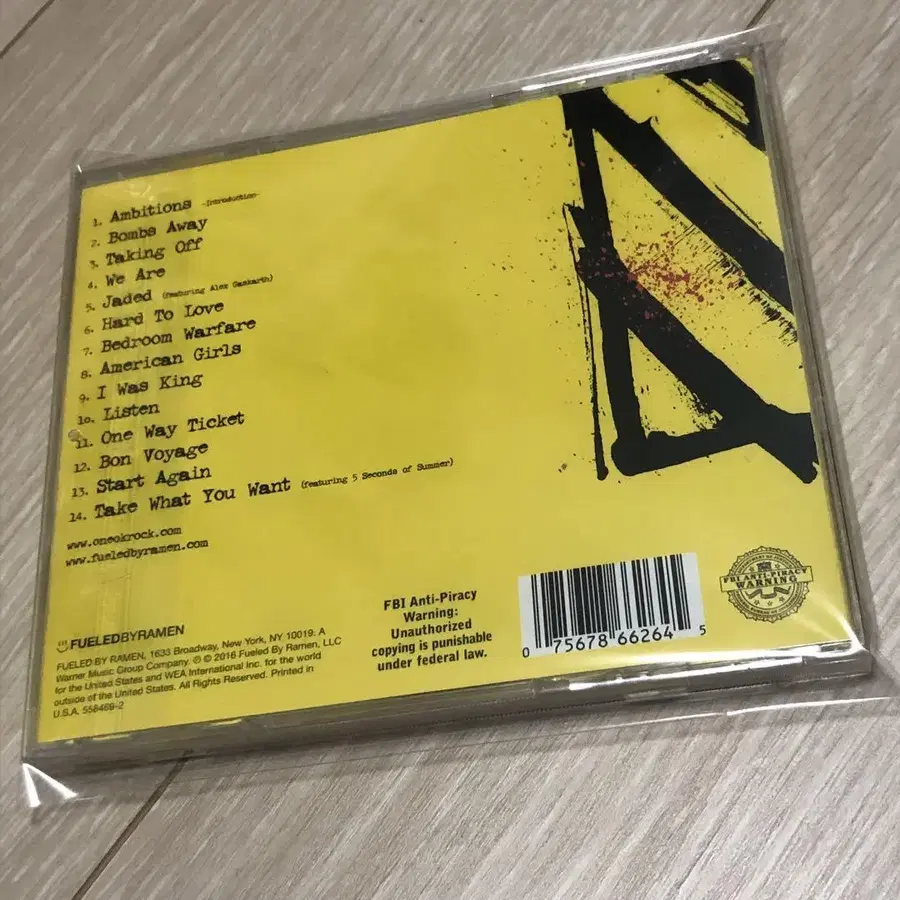 1. Ambitions -Introduction-
2. Bombs Away
3. Taking Off
4. We Are
5. Jaded (featuring Alex Gaskarth)
6. Hard To Love
7. Bedroom Warfare
8. American Girls
9. I Was King
10. Listen
11. One Way Ticket
12. Bon Voyage
13. Start Again
14. Take What You Want (featuring 5 Seconds of Summer)
www.oneokrock.com
www.fueledbyramen.com
FUELEDBYRAMEN
FUELED BY RAMEN, 1633 Broadway, New York, NY 10019. A
Warner Music Group Company. ℗ © 2016 Fueled By Ramen, LLC
for the United States and WEA International Inc. for the world
outside of the United States. All Rights Reserved. Printed in
U.S.A. 558469-2
FBI Anti-Piracy
Warning:
Unauthorized
copying is punishable
under federal law.
0 75678 66264 5
FBI ANTI-PIRACY
WARNING